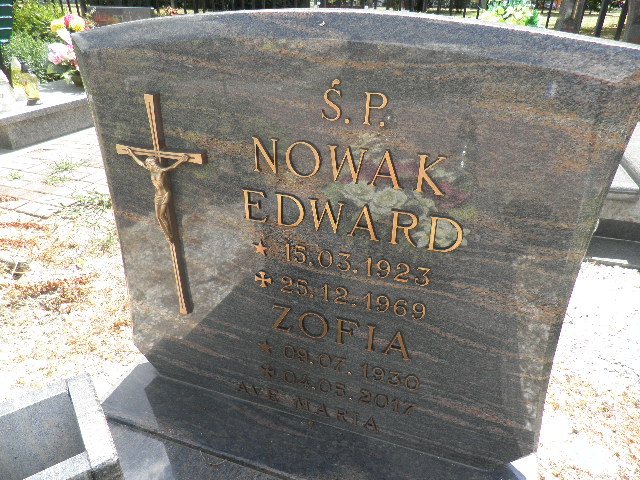 Ś.P.
NOWAK
EDWARD
15.03.1923
25.12.1969
ZOFIA
09.07.1930
04.05.2017
AVE MARIA